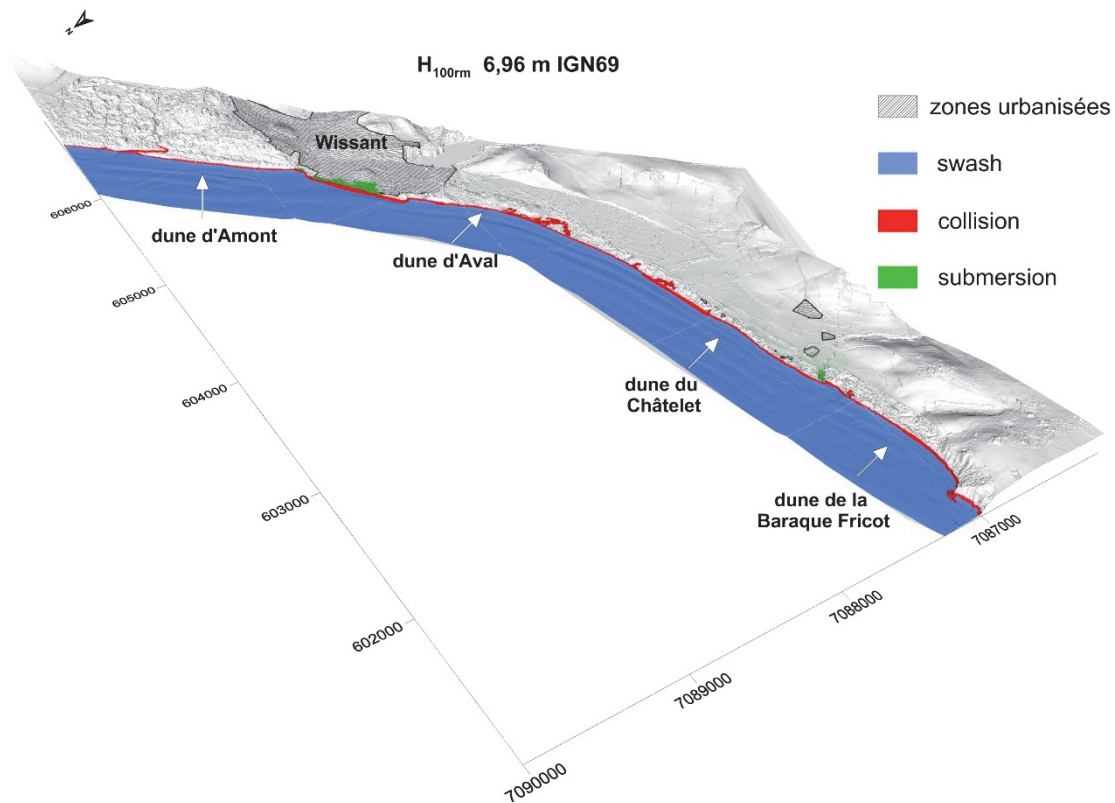 N
H100rm 6,96 m IGN69
zones urbanisées
swash
collision
submersion
Wissant
dune d'Amont
dune d'Aval
dune du
Châtelet
dune de la
Baraque Fricot
606000
605000
604000
603000
602000
7090000
7089000
7088000
7087000